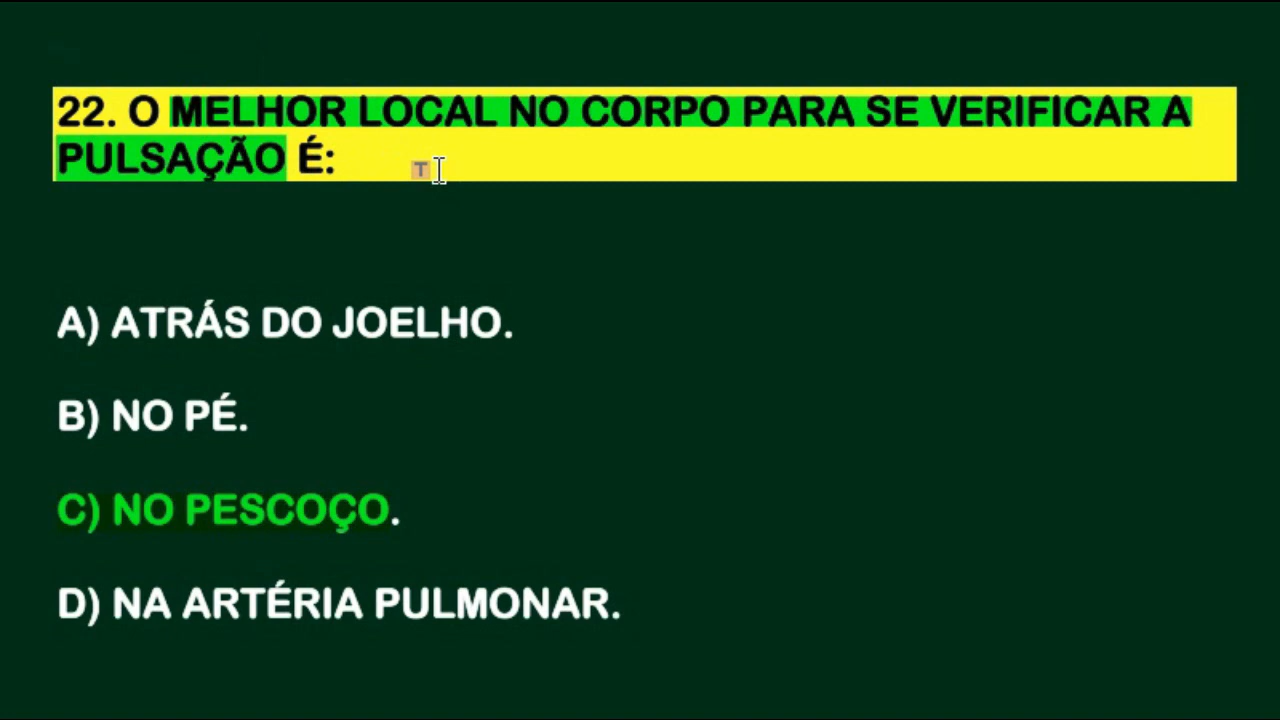 22. O MELHOR LOCAL NO CORPO PARA SE VERIFICAR A
PULSAÇÃO É:
T
A) ATRÁS DO JOELHO.
B) NO PÉ.
C) NO PESCOÇO.
D) NA ARTÉRIA PULMONAR.